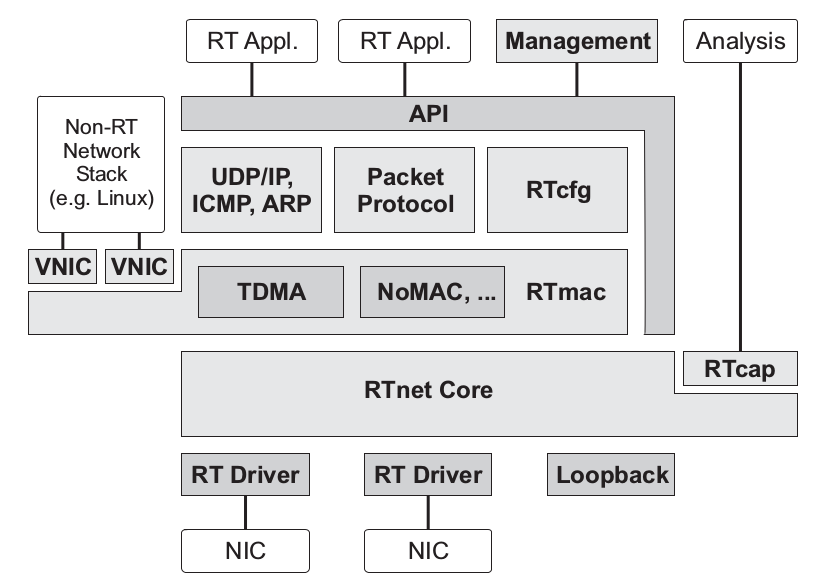 RT Appl.
RT Appl.
Management
Analysis
API
Non-RT
Network
Stack
(e.g. Linux)
UDP/IP,
ICMP, ARP
Packet
Protocol
RTcfg
VNIC
VNIC
TDMA
NoMAC, ...
RTmac
RTnet Core
RTcap
RT Driver
RT Driver
Loopback
NIC
NIC